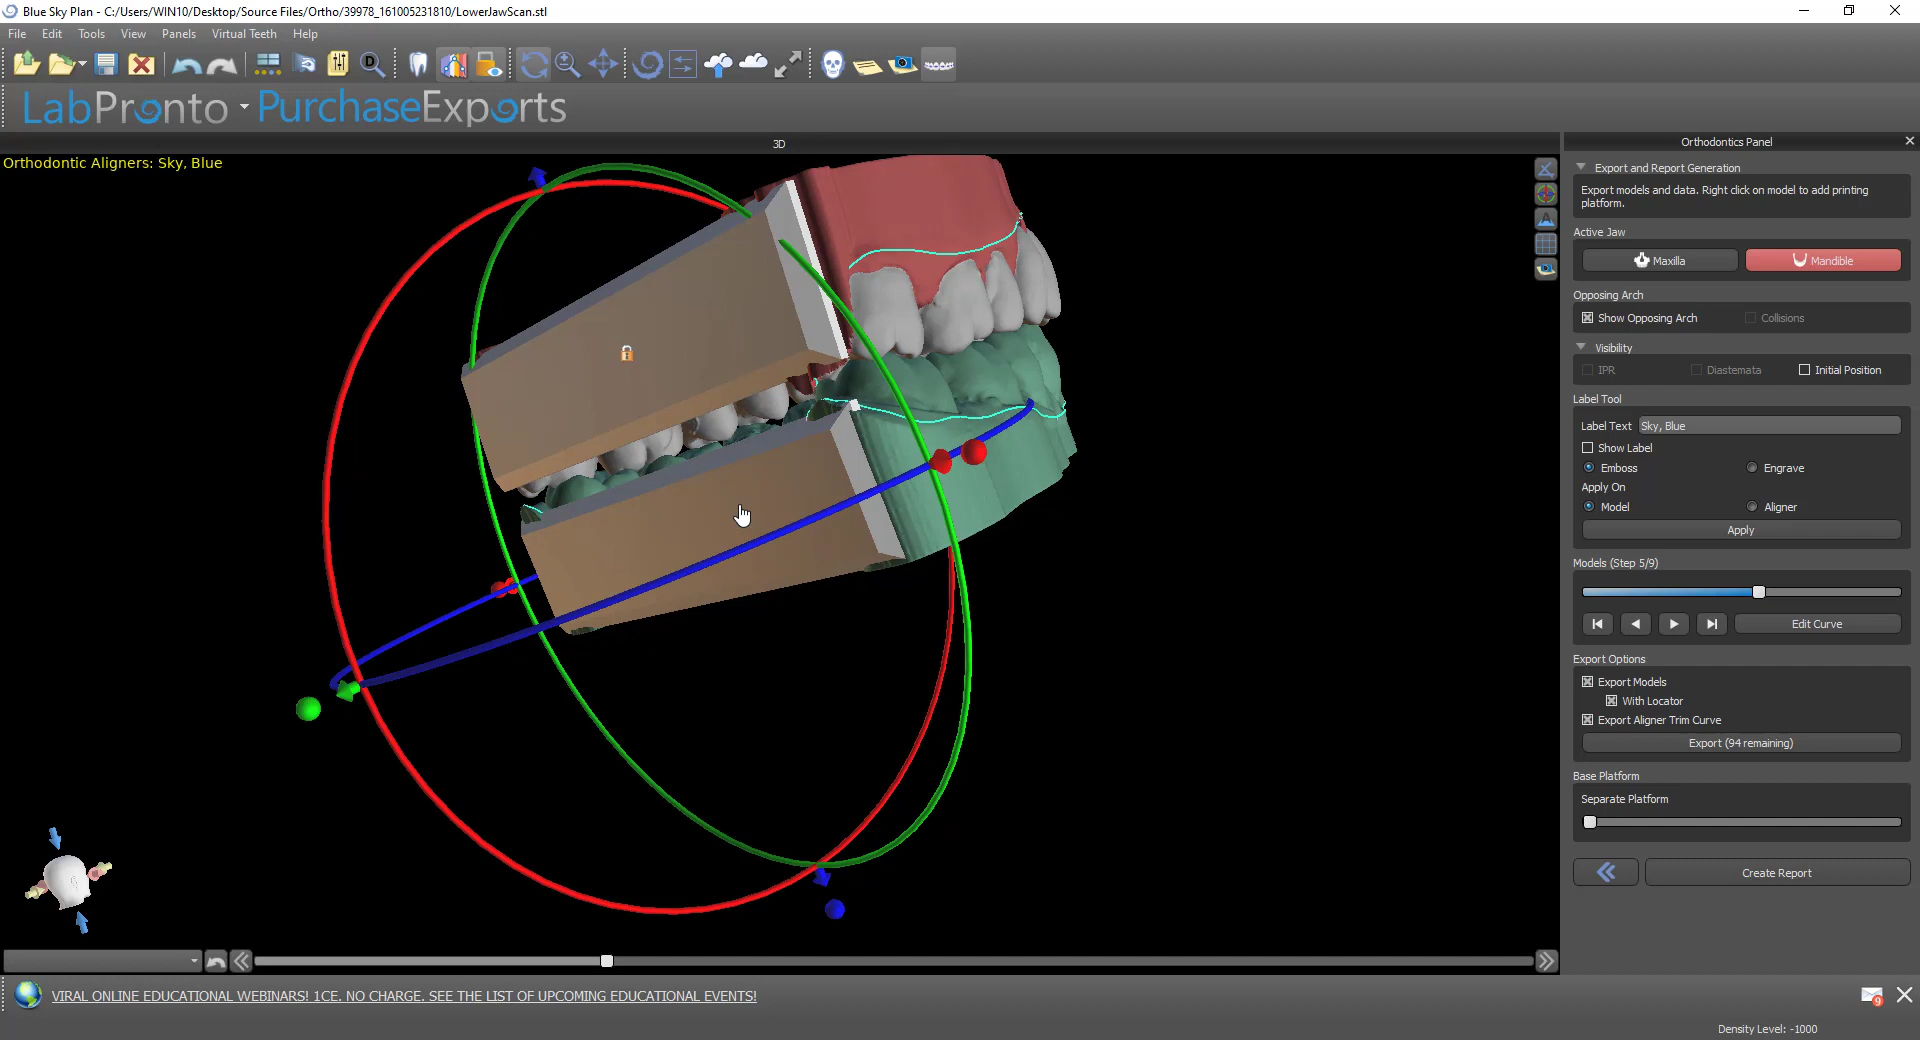 Blue Sky Plan - C:/Users/WIN10/Desktop/Source Files/Ortho/39978_161005231810/LowerJawScan.stl
File Edit Tools View Panels Virtual Teeth Help
LabPronto PurchaseExports
3D
Orthodontic Aligners: Sky, Blue
Orthodontics Panel
Export and Report Generation
Export models and data. Right click on model to add printing
platform.
Active Jaw
Maxilla Mandible
Opposing Arch
Show Opposing Arch Collisions
Visibility
IPR Diastemata Initial Position
Label Tool
Label Text Sky, Blue
Show Label
Emboss Engrave
Apply On
Model Aligner
Apply
Models (Step 5/9)
Edit Curve
Export Options
Export Models
With Locator
Export Aligner Trim Curve
Export (94 remaining)
Base Platform
Separate Platform
Create Report
VIRAL ONLINE EDUCATIONAL WEBINARS! 1CE. NO CHARGE. SEE THE LIST OF UPCOMING EDUCATIONAL EVENTS!
9
Density Level: -1000